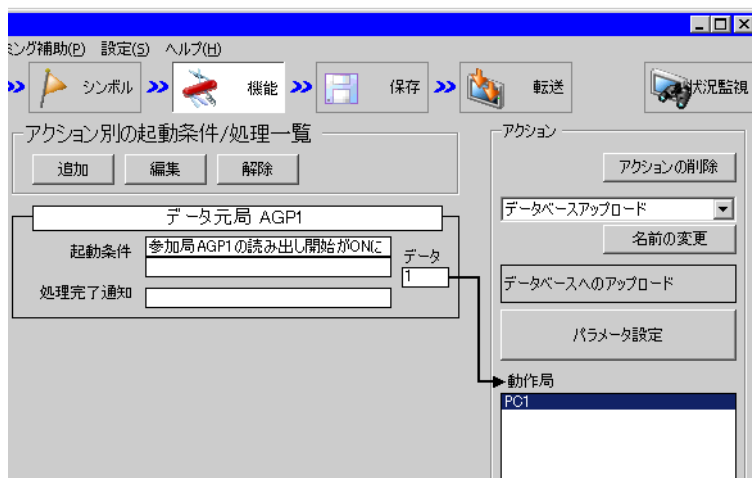 ミング補助(P) 設定(S) ヘルプ(H)
シンボル 機能 保存 転送 状況監視
アクション別の起動条件/処理一覧
追加 編集 解除
データ元局 AGP1
起動条件 参加局AGP1の読み出し開始がONに
データ
1
処理完了通知
アクション
アクションの削除
データベースアップロード
名前の変更
データベースへのアップロード
パラメータ設定
動作局
PC1